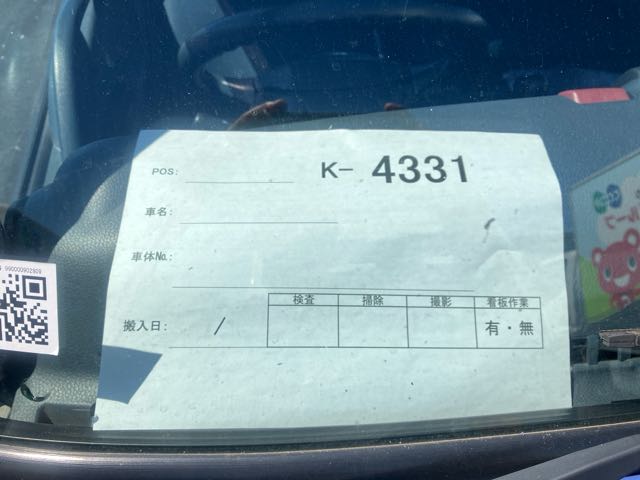 POS: K- 4331
車名:
車体No.
検査 掃除 撮影 看板作業
搬入日: / 有・無
990000902809